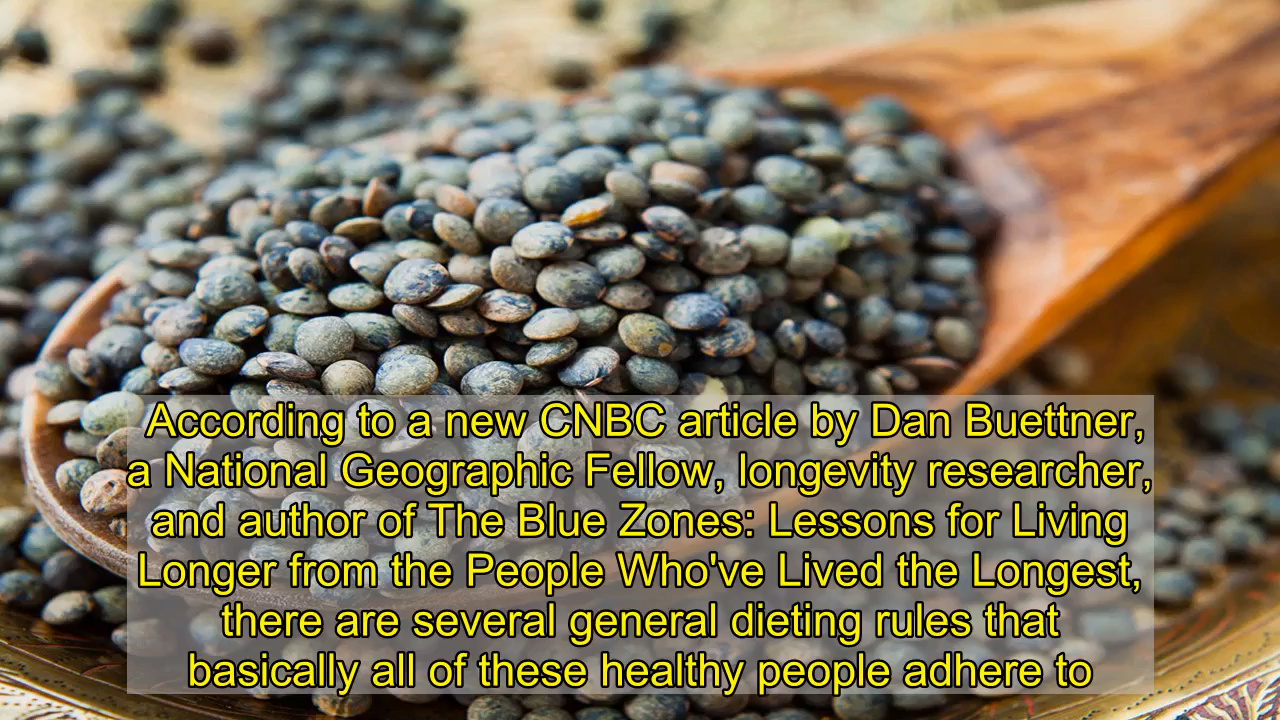 According to a new CNBC article by Dan Buettner,
a National Geographic Fellow, longevity researcher,
and author of The Blue Zones: Lessons for Living
Longer from the People Who've Lived the Longest,
there are several general dieting rules that
basically all of these healthy people adhere to